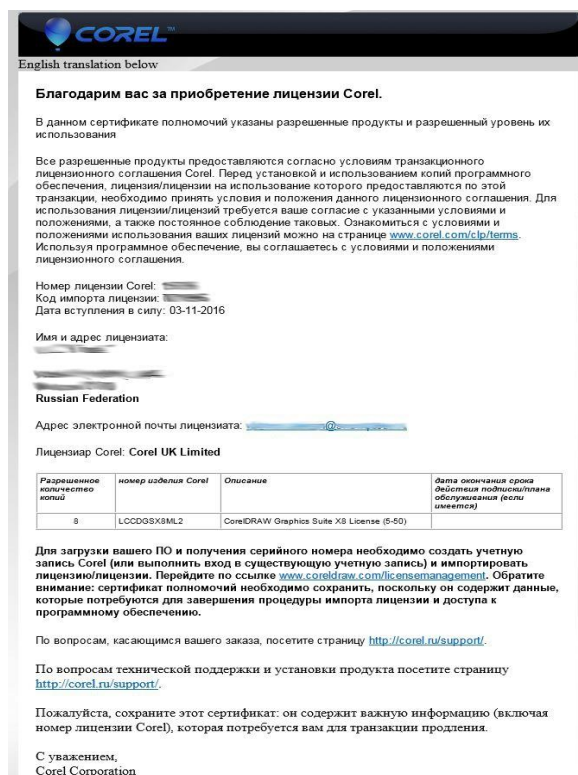 COREL™
English translation below
Благодарим вас за приобретение лицензии Corel.
В данном сертификате полномочий указаны разрешенные продукты и разрешенный уровень их
использования
Все разрешенные продукты предоставляются согласно условиям транзакционного
лицензионного соглашения Corel. Перед установкой и использованием копий программного
обеспечения, лицензия/лицензии на использование которого предоставляются по этой
транзакции, необходимо принять условия и положения данного лицензионного соглашения. Для
использования лицензии/лицензий требуется ваше согласие с указанными условиями и
положениями, а также постоянное соблюдение таковых. Ознакомиться с условиями и
положениями использования ваших лицензий можно на странице www.corel.com/clp/terms.
Используя программное обеспечение, вы соглашаетесь с условиями и положениями
лицензионного соглашения.
Номер лицензии Corel:
Код импорта лицензии:
Дата вступления в силу: 03-11-2016
Имя и адрес лицензиата:
Russian Federation
Адрес электронной почты лицензиата: @
Лицензиар Corel: Corel UK Limited
Разрешенное количество копий
номер изделия Corel
Описание
дата окончания срока действия подписки/плана обслуживания (если имеется)
8 LCCDGSX8ML2 CorelDRAW Graphics Suite X8 License (5-50)
Для загрузки вашего ПО и получения серийного номера необходимо создать учетную
запись Corel (или выполнить вход в существующую учетную запись) и импортировать
лицензию/лицензии. Перейдите по ссылке www.coreldraw.com/licensemanagement. Обратите
внимание: сертификат полномочий необходимо сохранить, поскольку он содержит данные,
которые потребуются для завершения процедуры импорта лицензии и доступа к
программному обеспечению.
По вопросам, касающимся вашего заказа, посетите страницу http://corel.ru/support/.
По вопросам технической поддержки и установки продукта посетите страницу
http://corel.ru/support/.
Пожалуйста, сохраните этот сертификат: он содержит важную информацию (включая
номер лицензии Corel), которая потребуется вам для транзакции продления.
С уважением,
Corel Corporation